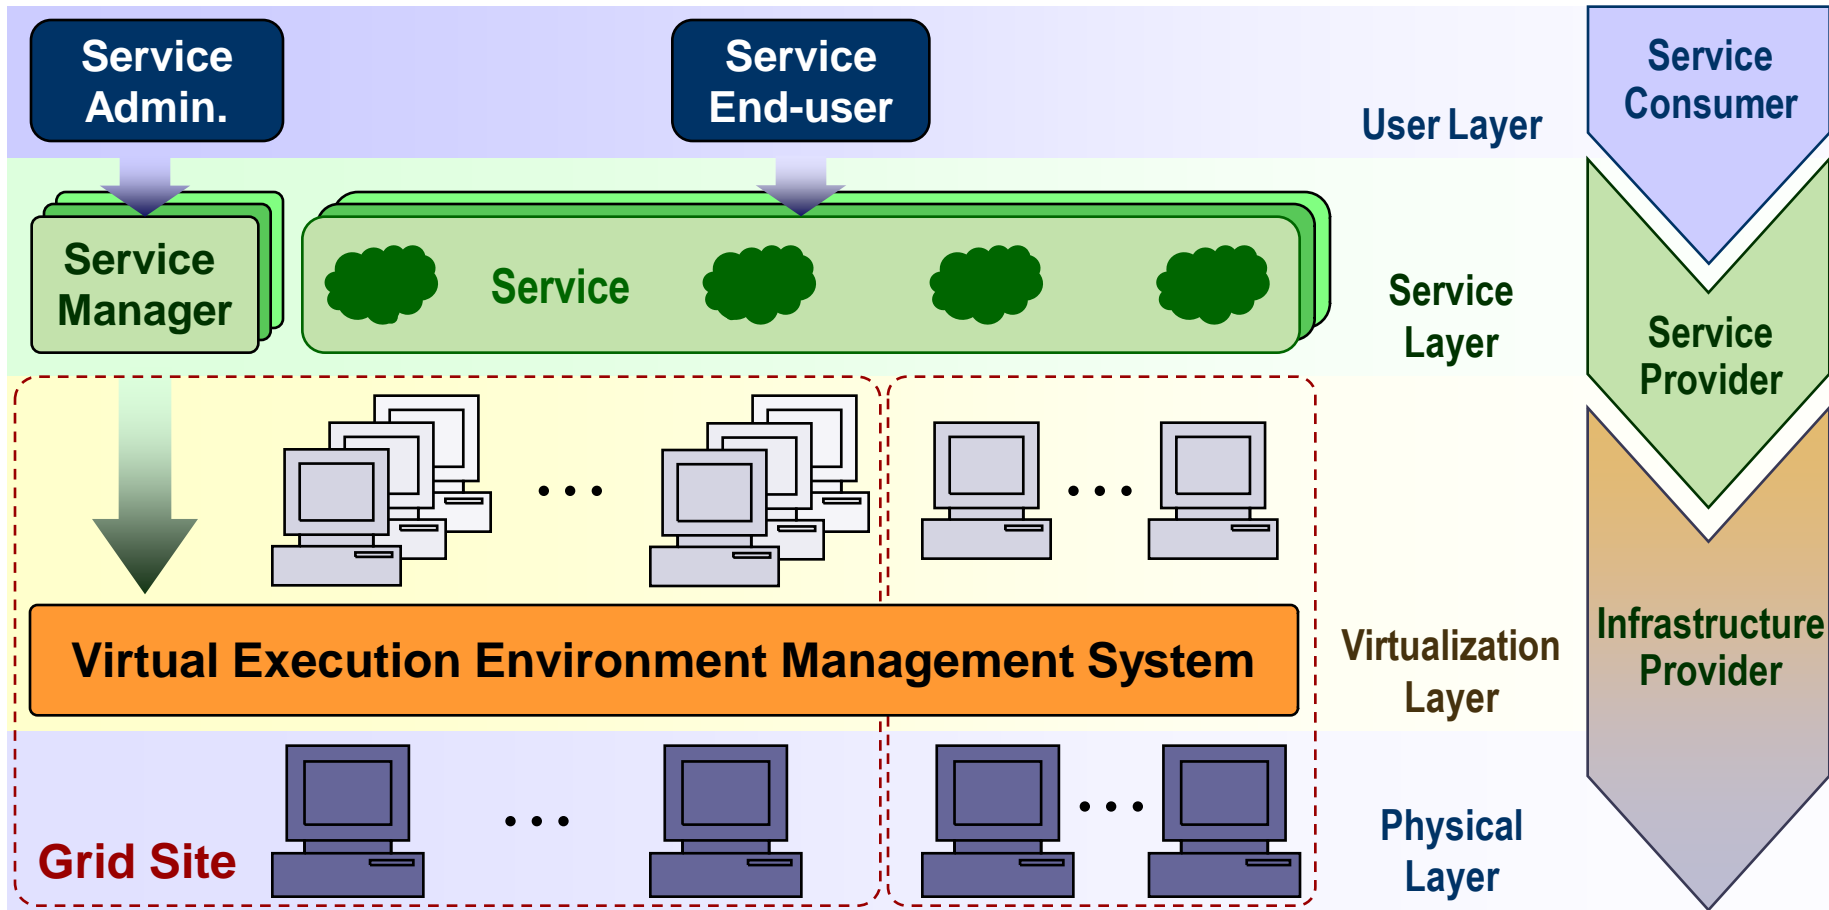 Service
Admin.
Service
End-user
User Layer
Service
Consumer
Service
Manager
Service
Service
Layer
Service
Provider
Virtual Execution Environment Management System
Virtualization
Layer
Infrastructure
Provider
Grid Site
Physical
Layer